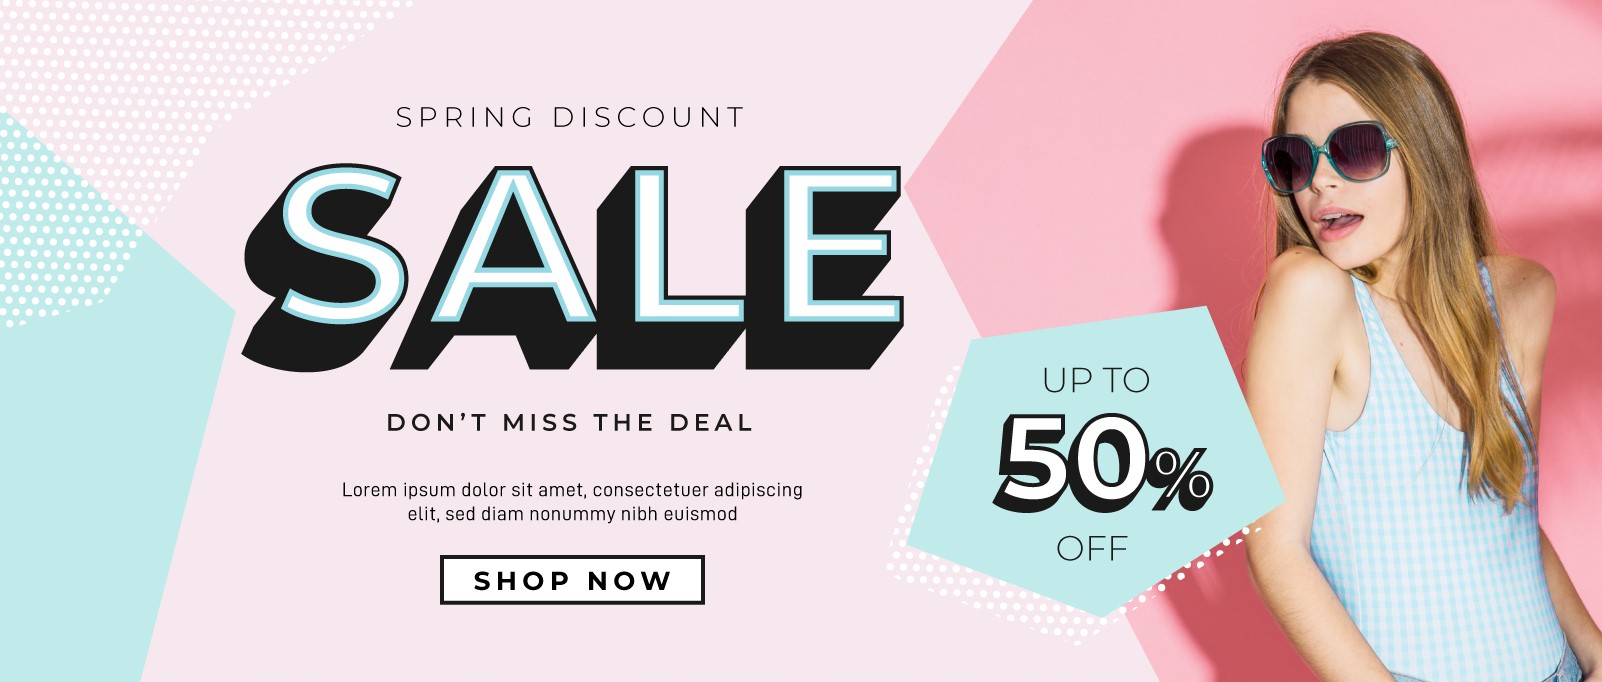 SPRING DISCOUNT
SALE
DON’T MISS THE DEAL
Lorem ipsum dolor sit amet, consectetuer adipiscing
elit, sed diam nonummy nibh euismod
SHOP NOW
UP TO
50%
OFF